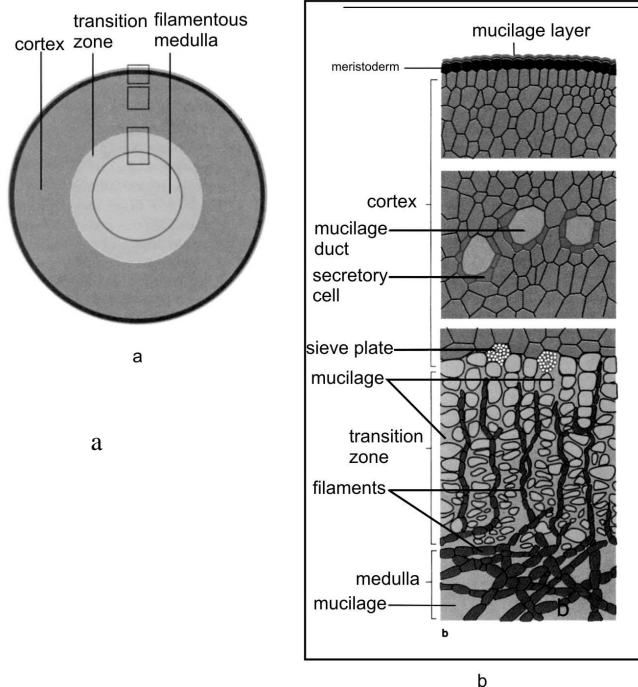 transition filamentous
cortex zone medulla
a
a
mucilage layer
meristoderm
cortex
mucilage
duct
secretory
cell
sieve plate
mucilage
transition
zone
filaments
medulla
mucilage
b
b
b